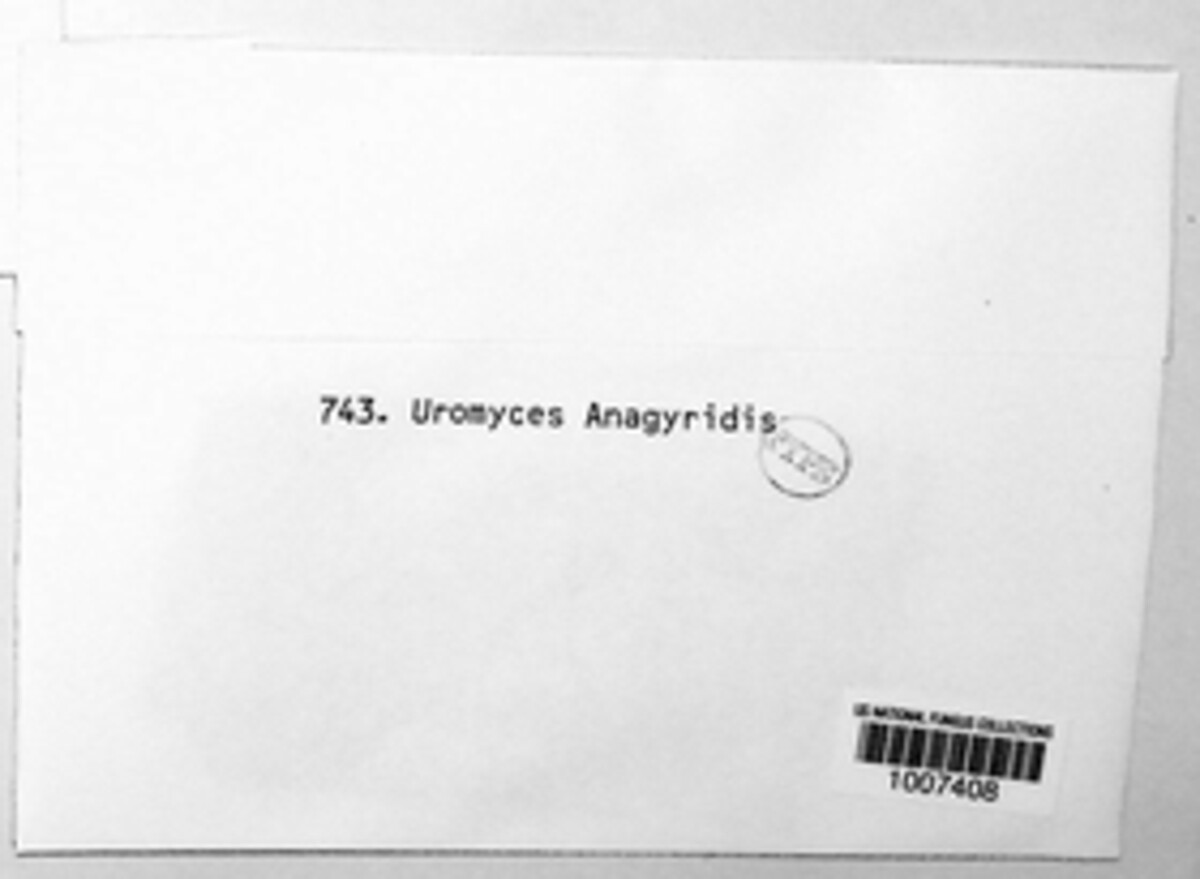 743. Uromyces Anagyridis
US NATIONAL FUNGUS COLLECTIONS
1007408